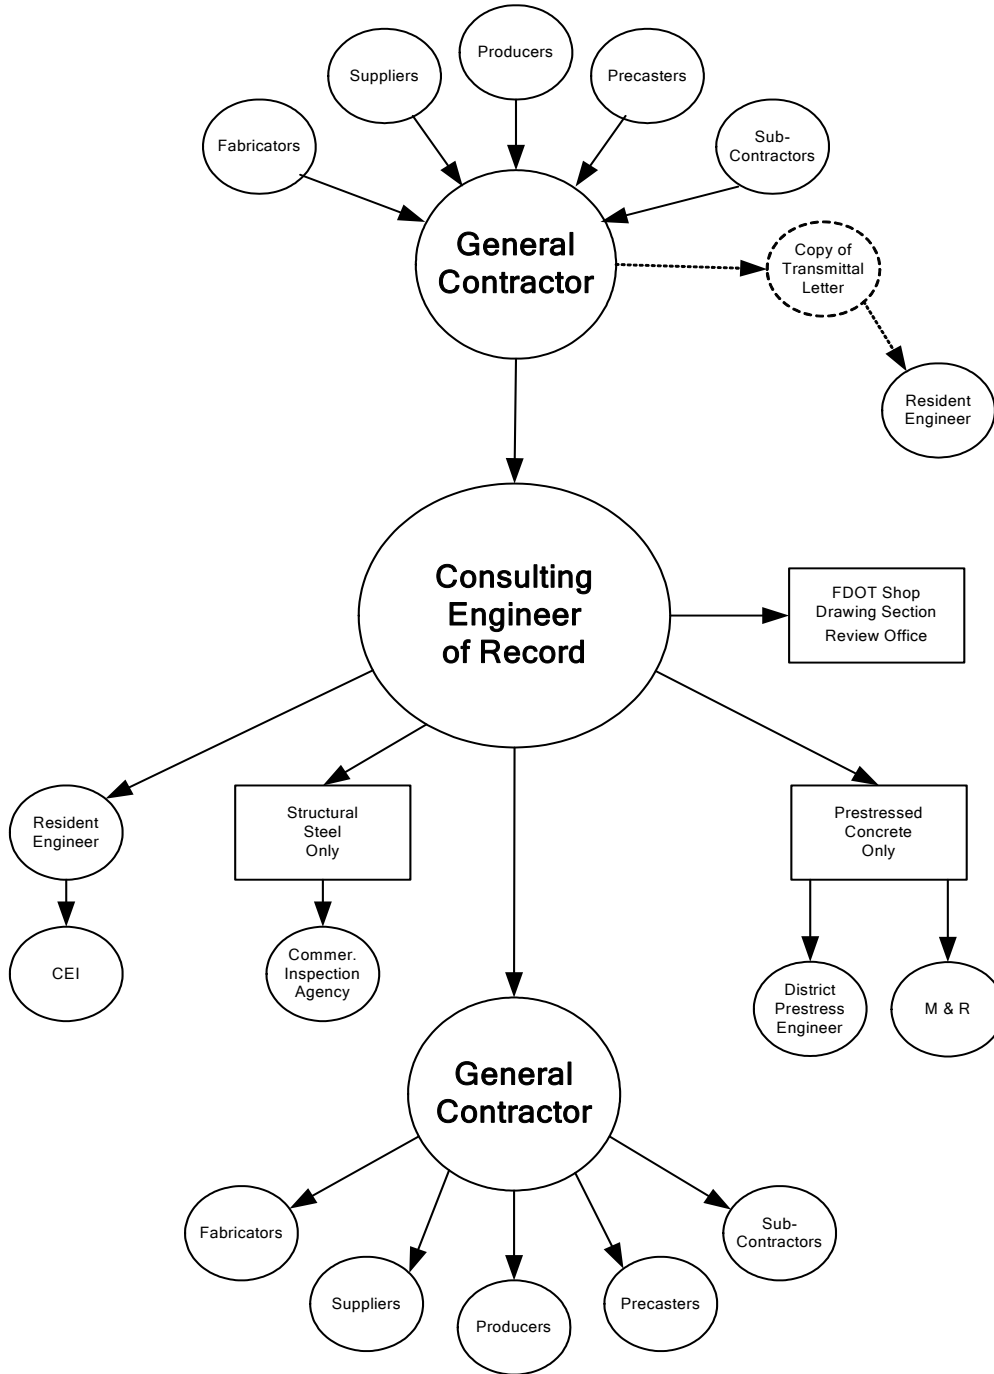 Producers
Suppliers
Precasters
Fabricators
Sub-
Contractors
General
Contractor
Copy of
Transmittal
Letter
Resident
Engineer
Consulting
Engineer
of Record
FDOT Shop
Drawing Section
Review Office
Resident
Engineer
Structural
Steel
Only
Prestressed
Concrete
Only
CEI
Commer.
Inspection
Agency
District
Prestress
Engineer
M & R
General
Contractor
Fabricators
Sub-
Contractors
Suppliers
Precasters
Producers